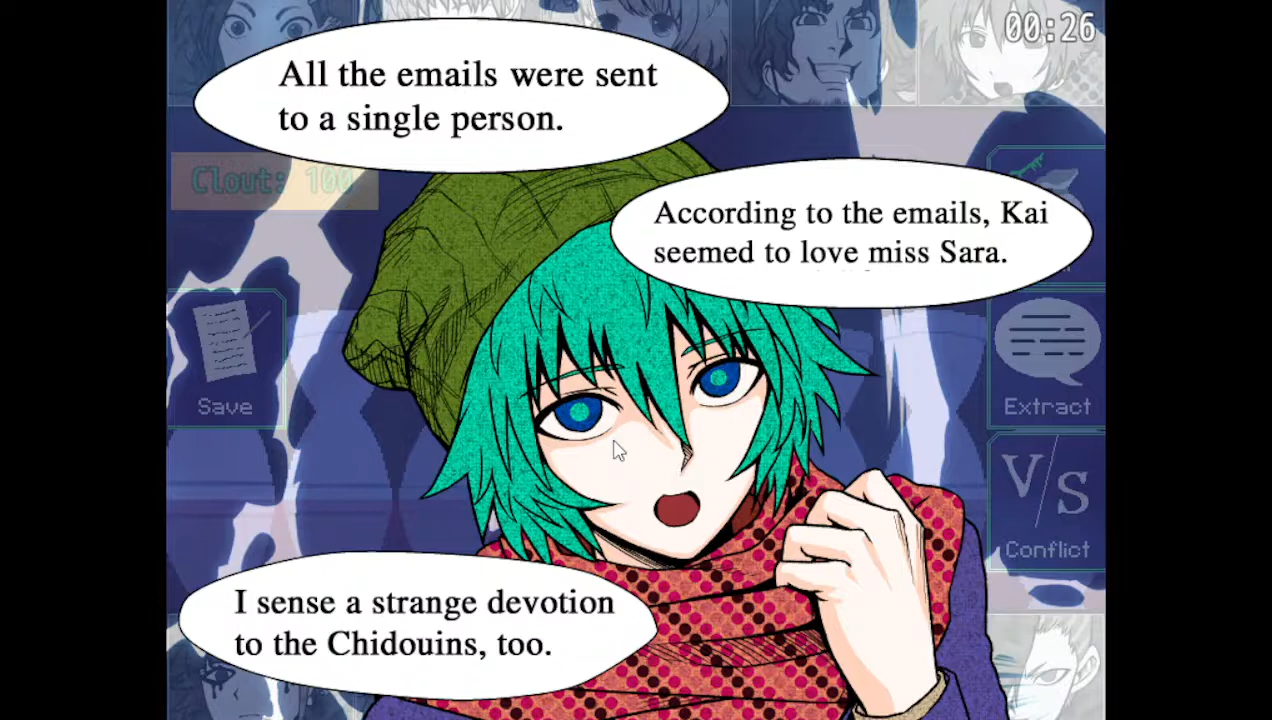 00:26
All the emails were sent
to a single person.
Clout: 100
According to the emails, Kai
seemed to love miss Sara.
Save
Extract
V/S
Conflict
I sense a strange devotion
to the Chidouins, too.